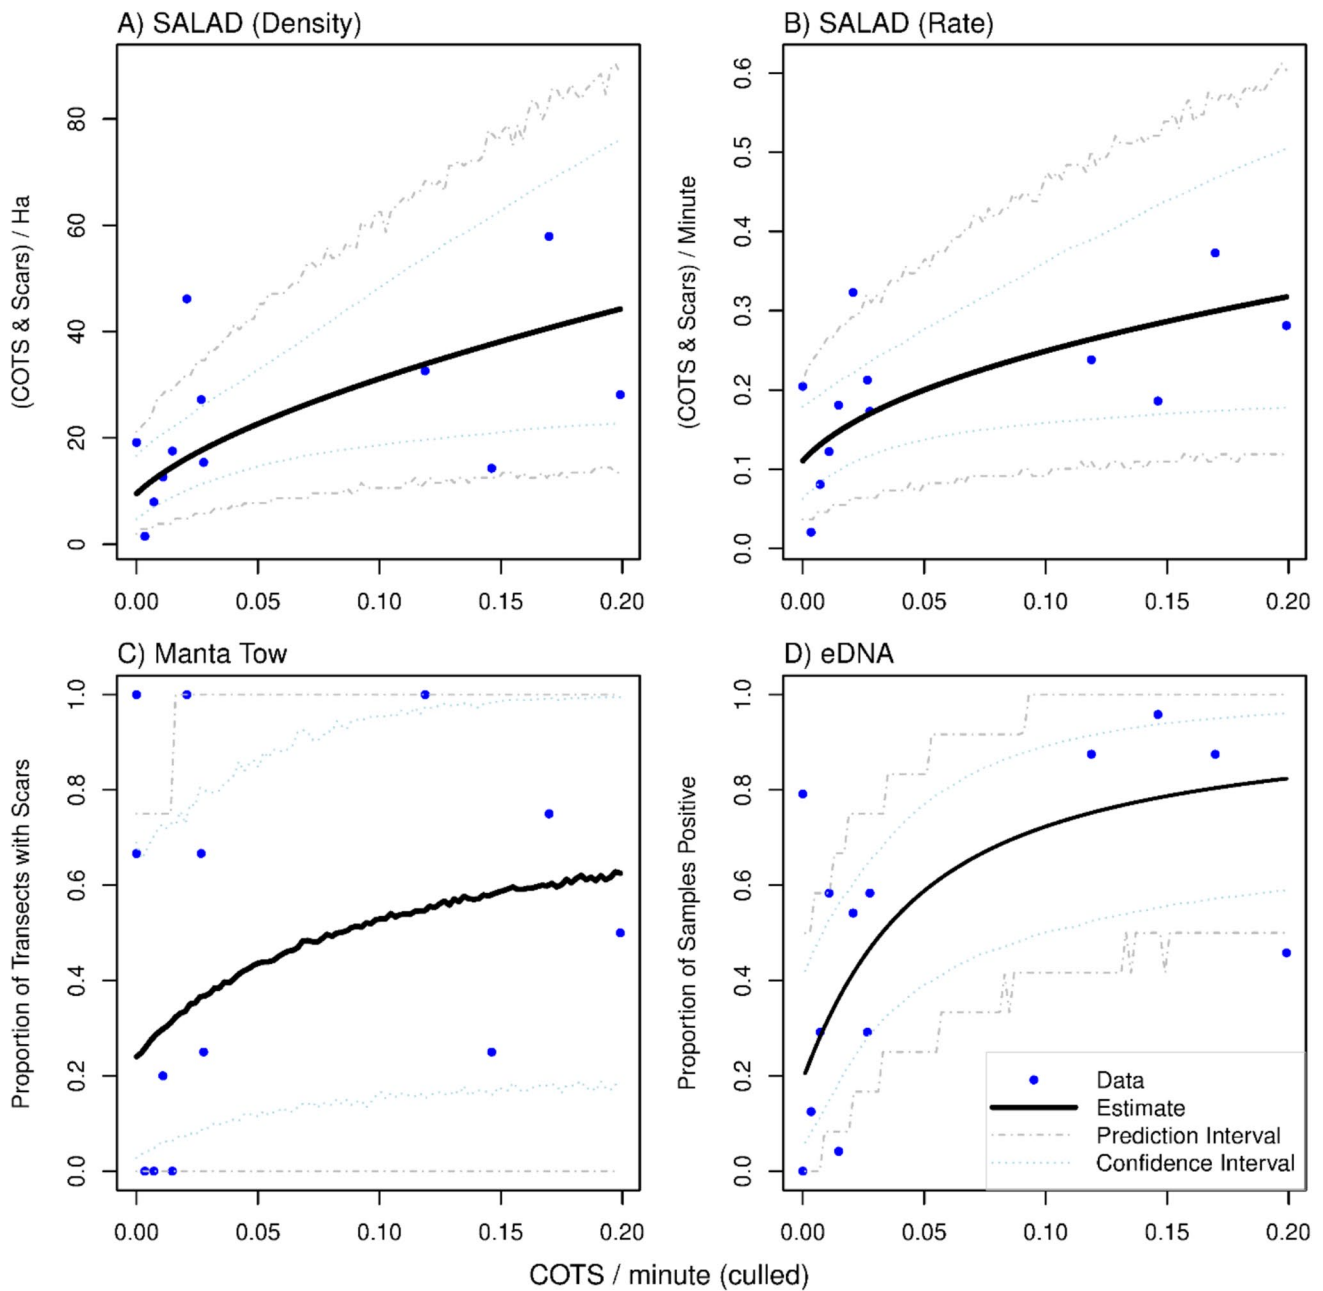 A) SALAD (Density)
(COTS & Scars) / Ha
80
60
40
20
0
0.00 0.05 0.10 0.15 0.20
B) SALAD (Rate)
(COTS & Scars) / Minute
0.6
0.5
0.4
0.3
0.2
0.1
0.0
0.00 0.05 0.10 0.15 0.20
C) Manta Tow
Proportion of Transects with Scars
1.0
0.8
0.6
0.4
0.2
0.0
0.00 0.05 0.10 0.15 0.20
D) eDNA
Proportion of Samples Positive
1.0
0.8
0.6
0.4
0.2
0.0
Data
Estimate
Prediction Interval
Confidence Interval
0.00 0.05 0.10 0.15 0.20
COTS / minute (culled)